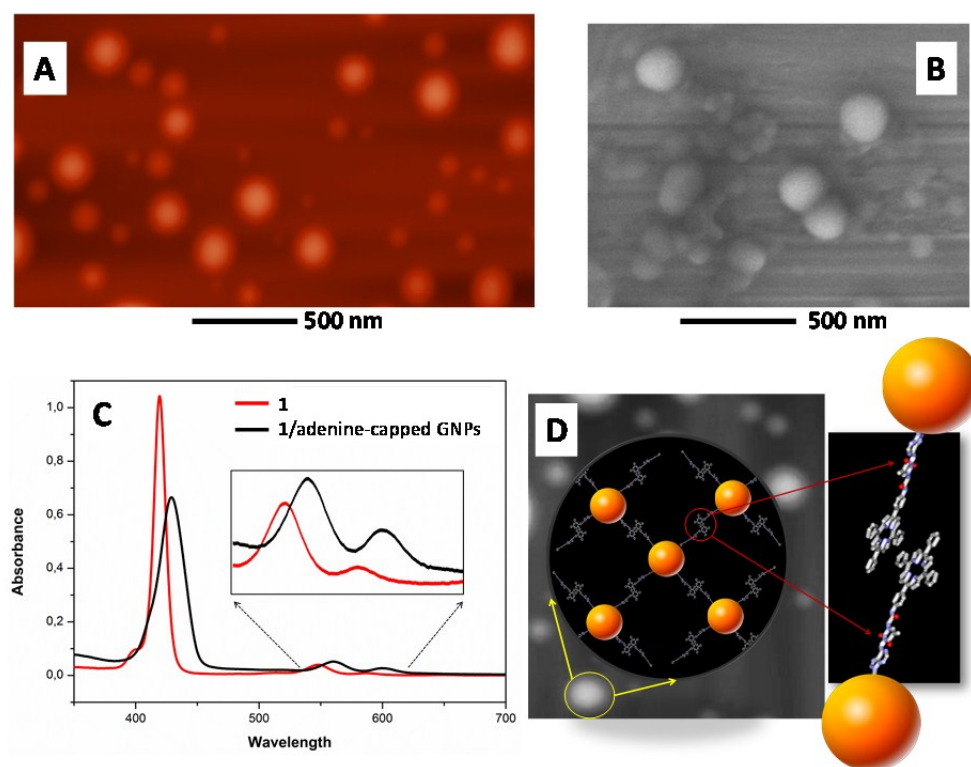 A
B
500 nm
500 nm
C
1
1/adenine-capped GNPs
1,0
0,8
0,6
0,4
0,2
0,0
Absorbance
400
500
600
700
Wavelength
D